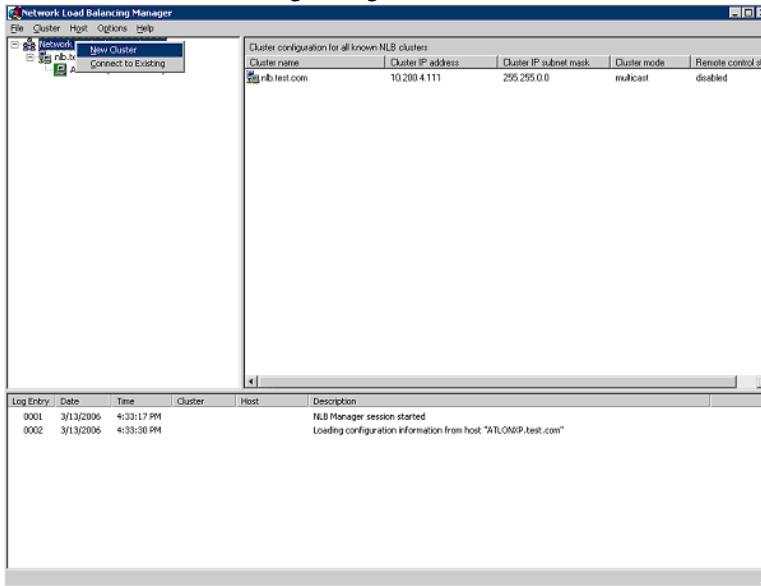 Network Load Balancing Manager
File Cluster Host Options Help
Network
New Cluster
Connect to Existing
Cluster configuration for all known NLB clusters
Cluster name Cluster IP address Cluster IP subnet mask Cluster mode Remote control
nlb.test.com 10.200.4.111 255.255.0.0 multicast disabled
Log Entry Date Time Cluster Host Description
0001 3/13/2006 4:33:17 PM NLB Manager session started
0002 3/13/2006 4:33:30 PM Loading configuration information from host "ATLONXP.test.com"